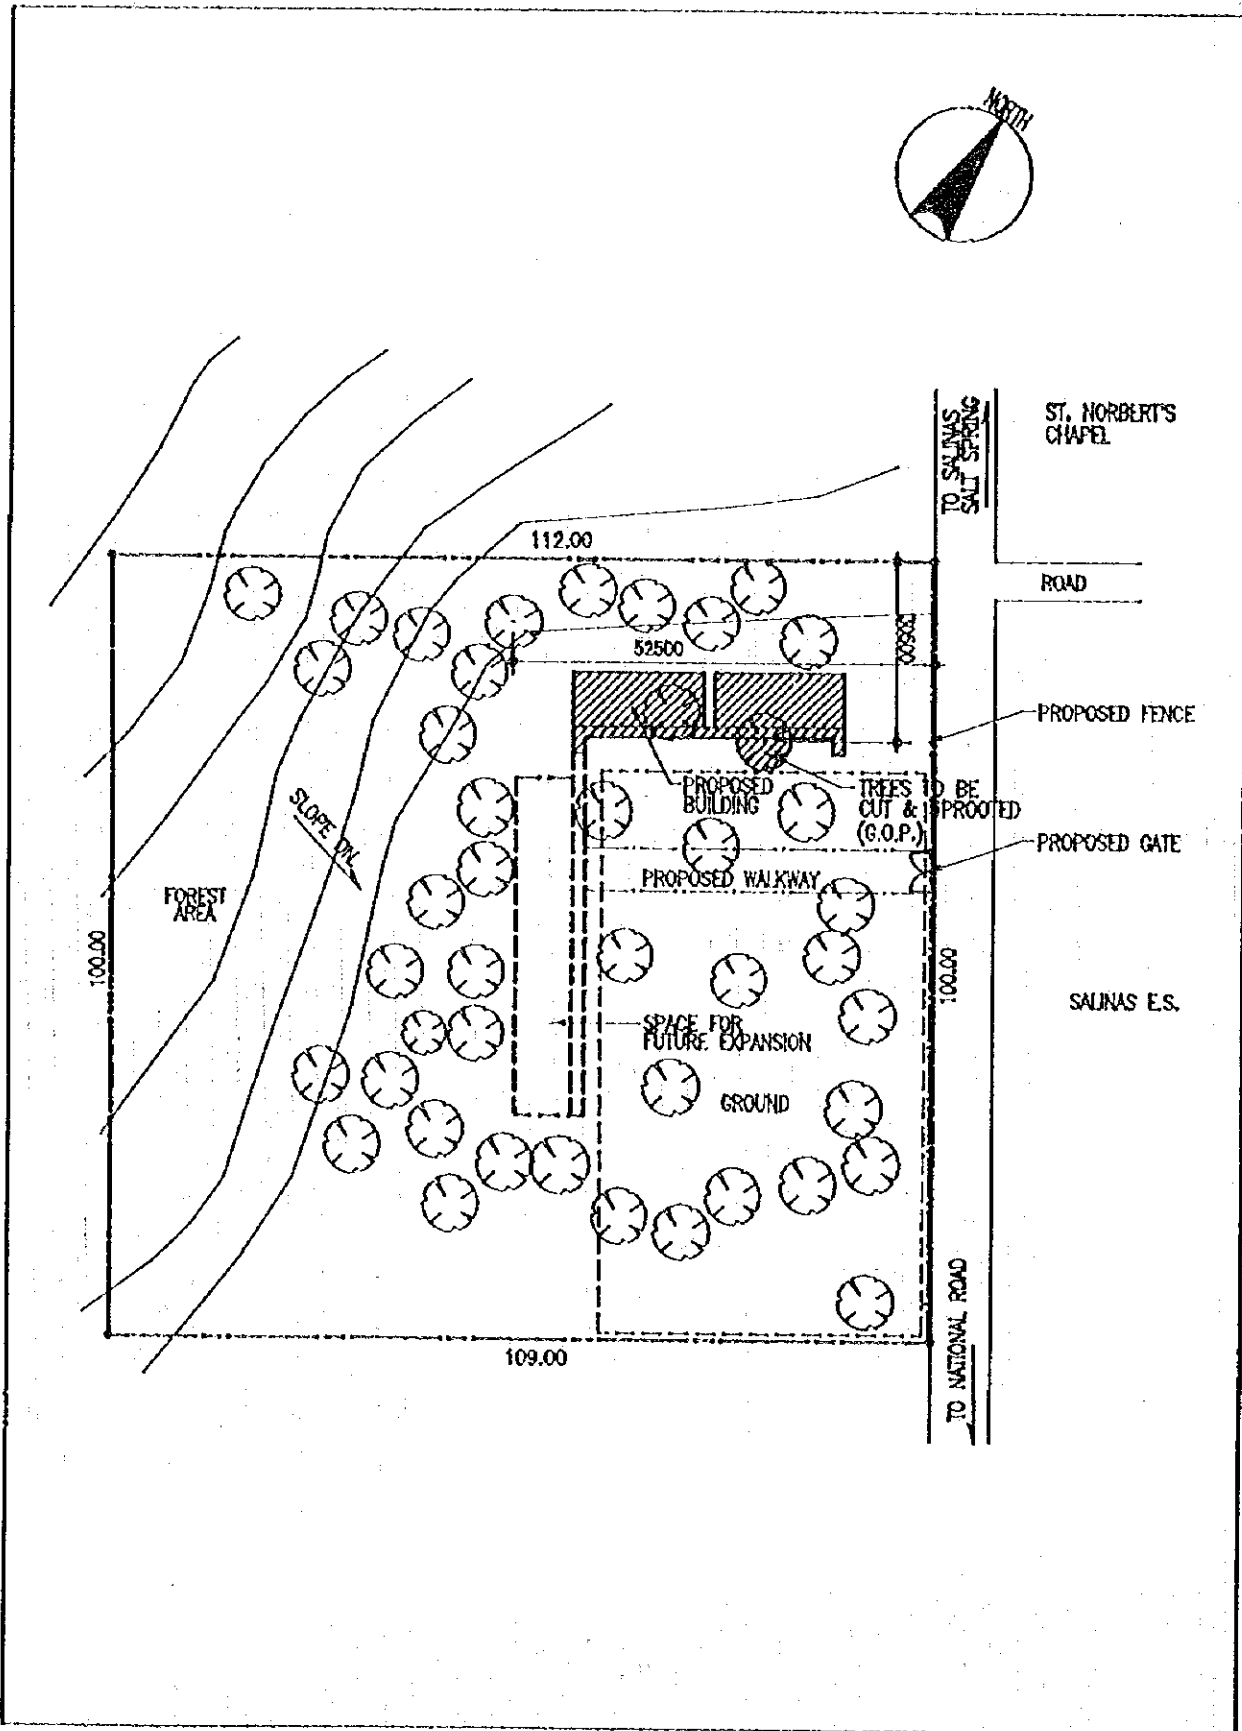 NORTH
TO SALINAS
SALT SPRING
ST. NORBERT'S
CHAPEL
112.00
ROAD
52500
PROPOSED FENCE
PROPOSED
BUILDING
TREES O BE
CUT & PROOTED
(G.O.P.)
PROPOSED GATE
SLOPE DN.
PROPOSED WALKWAY
FOREST
AREA
100.00
100.00
SALINAS E.S.
SPACE FOR
FUTURE EXPANSION
GROUND
109.00
TO NATIONAL ROAD